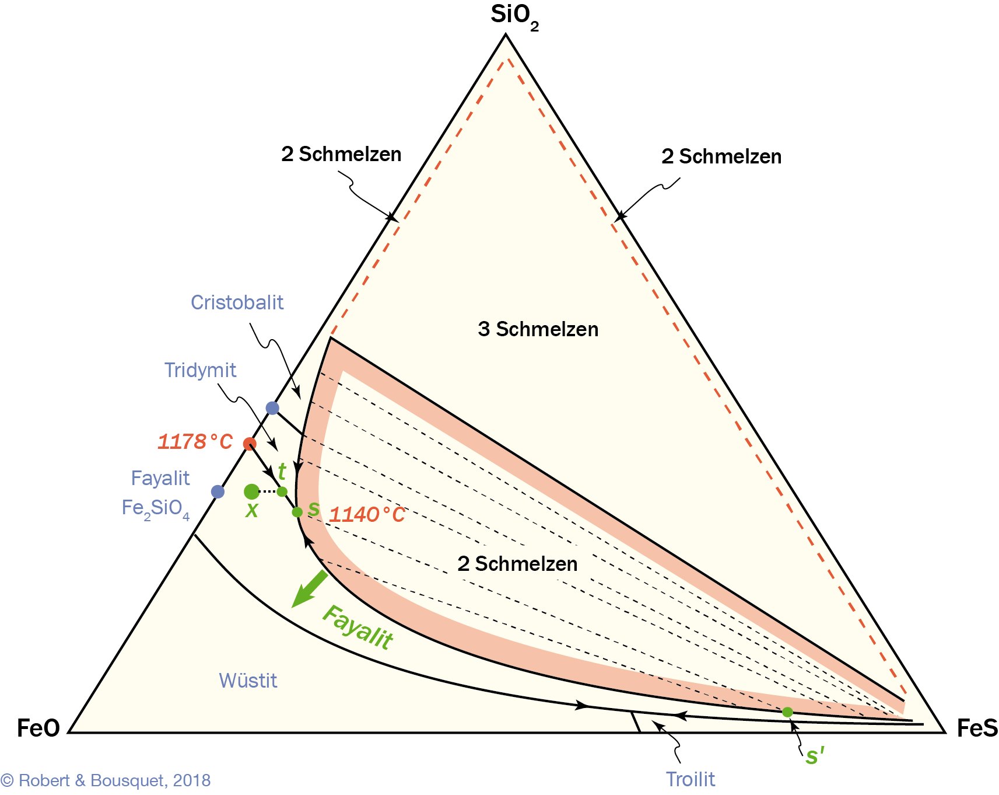 SiO2
2 Schmelzen
2 Schmelzen
Cristobalit
3 Schmelzen
Tridymit
1178°C
t
Fayalit
Fe2SiO4
x
s
1140°C
2 Schmelzen
Fayalit
Wüstit
FeO
FeS
s'
Troilit
© Robert & Bousquet, 2018